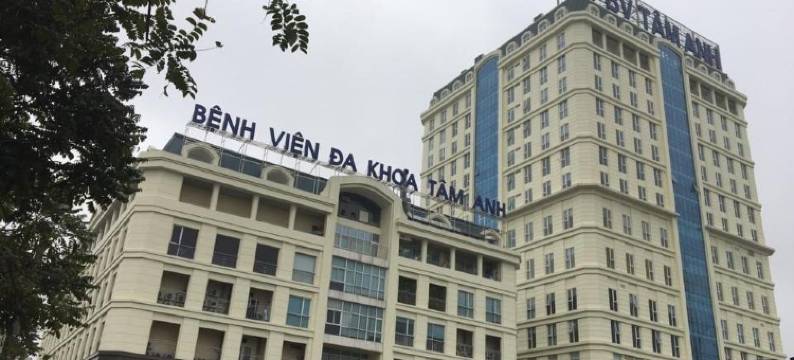 BỆNH VIỆN ĐA KHOA TÂM ANH
BV TÂM ANH